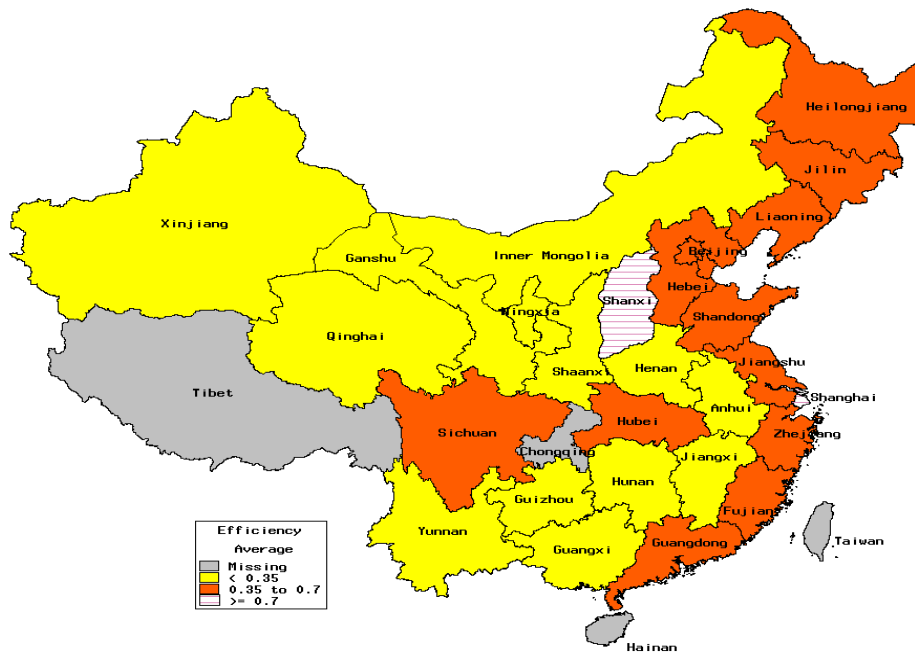 Heilongjiang
Jilin
Liaoning
Xinjiang
Ganshu
Inner Mongolia
Beijing
Hebei
Shanxi
Ningxia
Shandong
Qinghai
Jiangshu
Henan
Shaanx
Tibet
Shanghai
Anhui
Sichuan
Hubei
Zhejiang
Chongqing
Jiangxi
Hunan
Guizhou
Fujian
Yunnan
Guangxi
Guangdong
Taiwan
Hainan
Efficiency
Average
Missing
< 0.35
0.35 to 0.7
>= 0.7